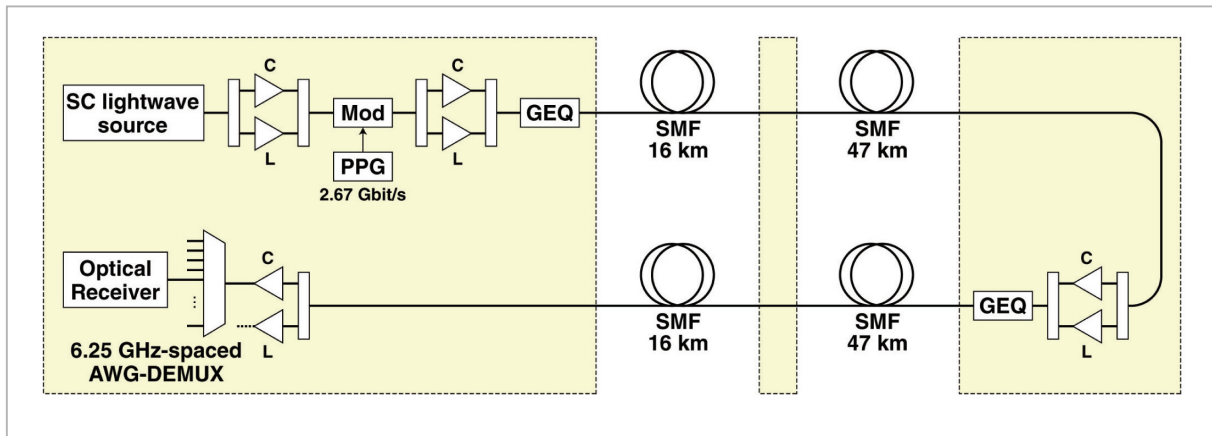 C
SC lightwave
source
L
Mod
PPG
2.67 Gbit/s
C
L
GEQ
SMF
16 km
SMF
47 km
Optical
Receiver
6.25 GHz-spaced
AWG-DEMUX
C
L
SMF
16 km
SMF
47 km
GEQ
C
L